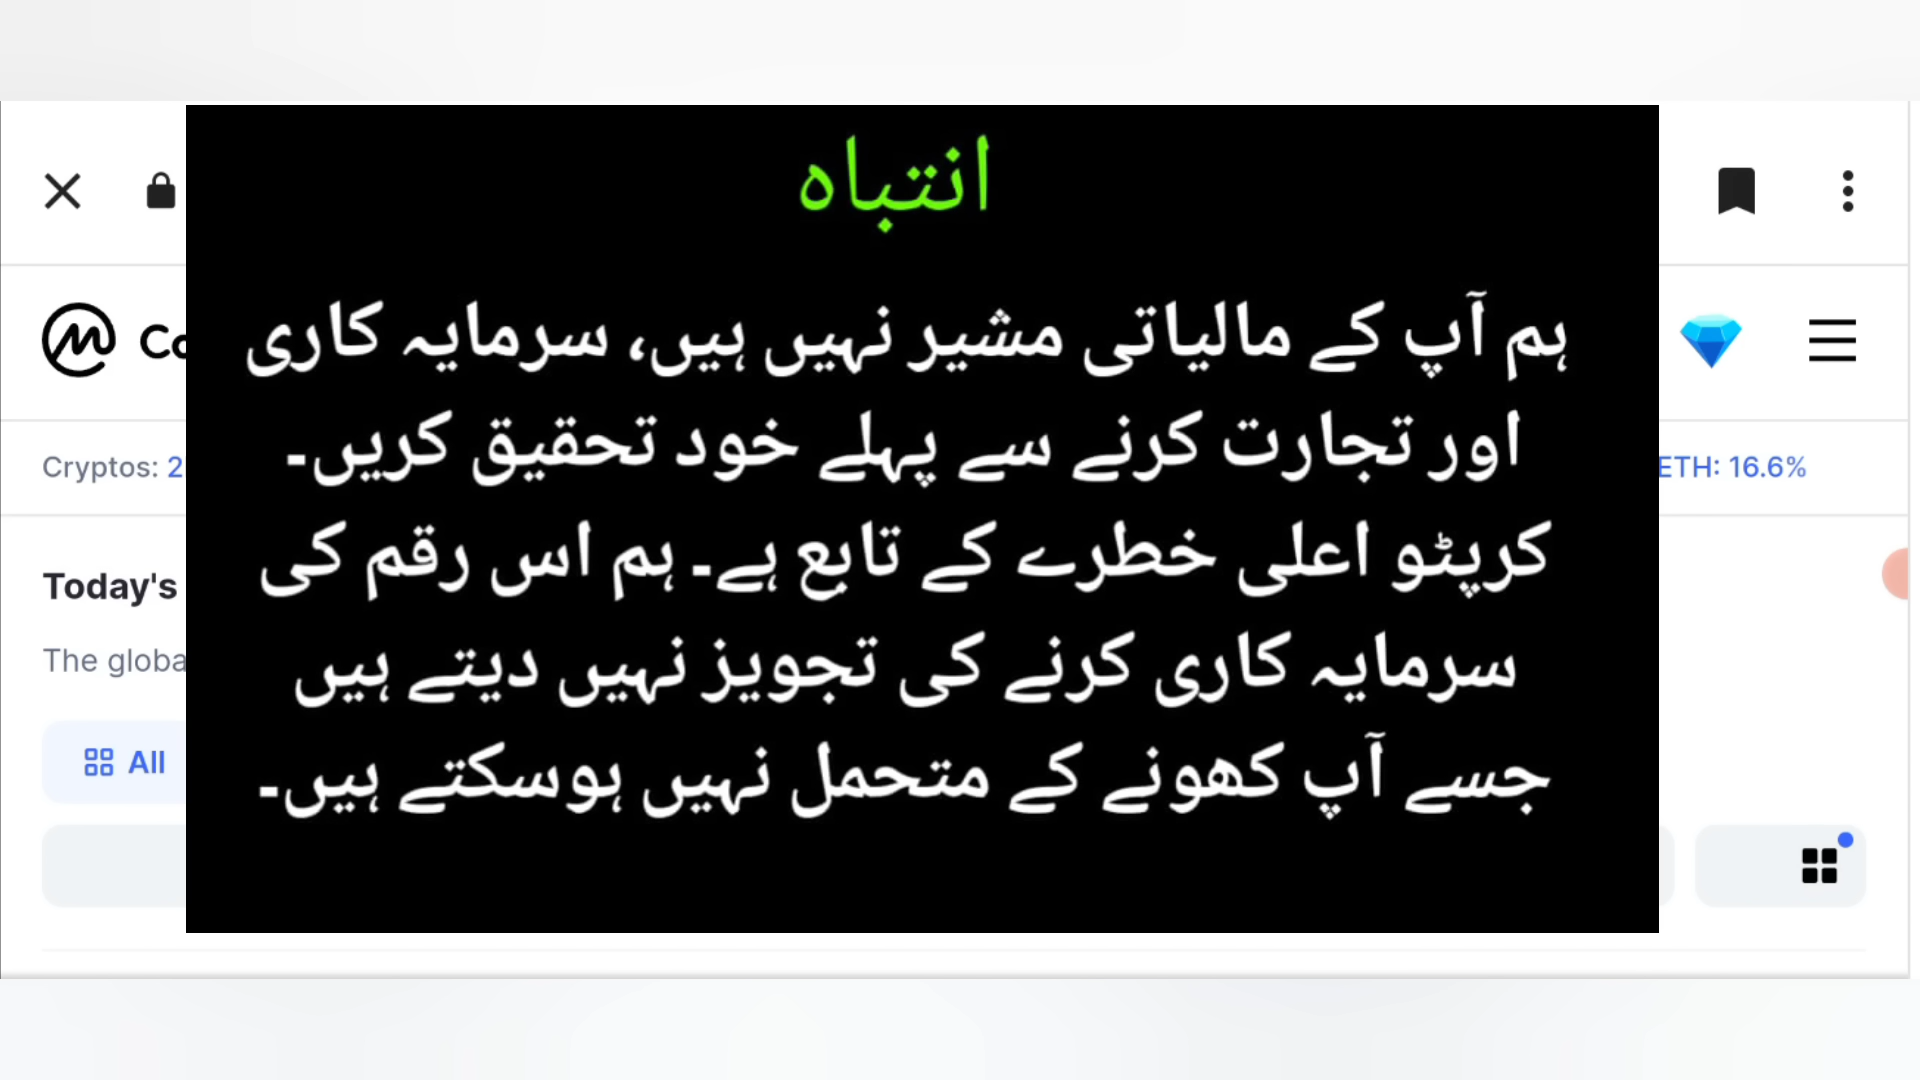 انتباہ
ہم آپ کے مالیاتی مشیر نہیں ہیں، سرمایہ کاری
اور تجارت کرنے سے پہلے خود تحقیق کریں۔
کرپٹو اعلی خطرے کے تابع ہے۔ ہم اس رقم کی
سرمایہ کاری کرنے کی تجویز نہیں دیتے ہیں
جسے آپ کھونے کے متحمل نہیں ہوسکتے ہیں۔
Cryptos: 2
ETH: 16.6%
Today's
The
All